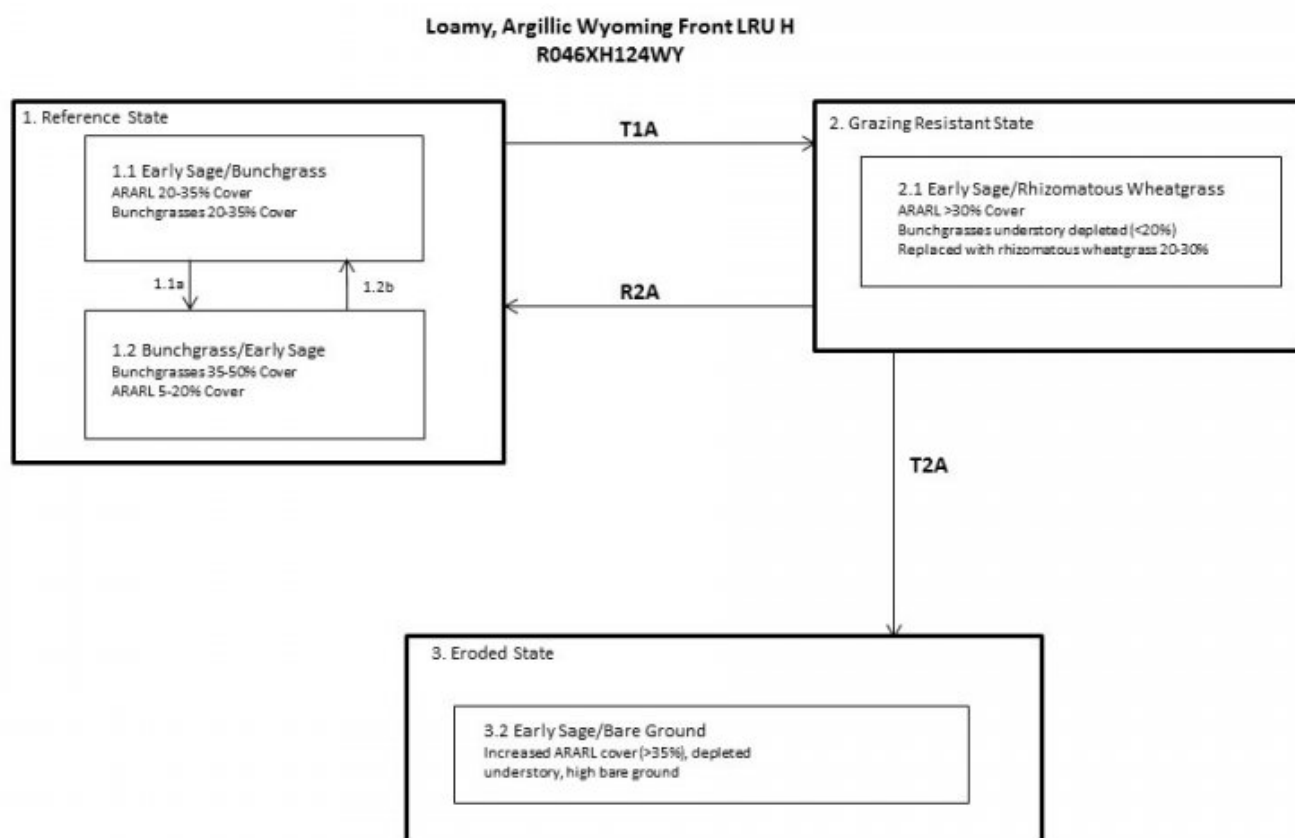 Loamy, Argillic Wyoming Front LRU H
R046XH124WY
1. Reference State
1.1 Early Sage/Bunchgrass
ARARL 20-35% Cover
Bunchgrasses 20-35% Cover
1.1a
1.2b
1.2 Bunchgrass/Early Sage
Bunchgrasses 35-50% Cover
ARARL 5-20% Cover
T1A
R2A
2. Grazing Resistant State
2.1 Early Sage/Rhizomatous Wheatgrass
ARARL >30% Cover
Bunchgrasses understory depleted (<20%)
Replaced with rhizomatous wheatgrass 20-30%
T2A
3. Eroded State
3.2 Early Sage/Bare Ground
Increased ARARL cover (>35%), depleted
understory, high bare ground